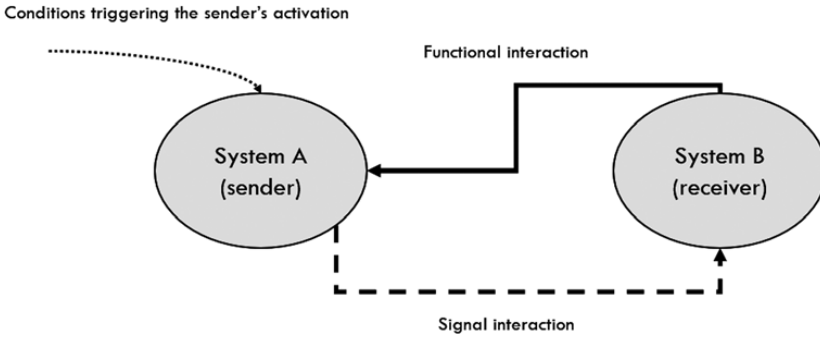 Conditions triggering the sender's activation
Functional interaction
System A
(sender)
System B
(receiver)
Signal interaction